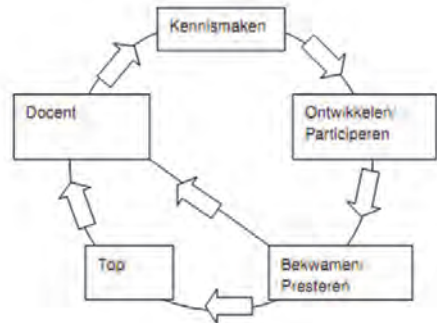 Kennismaken
Docent
Ontwikkelen/
Participeren
Top
Bekwamen/
Presteren